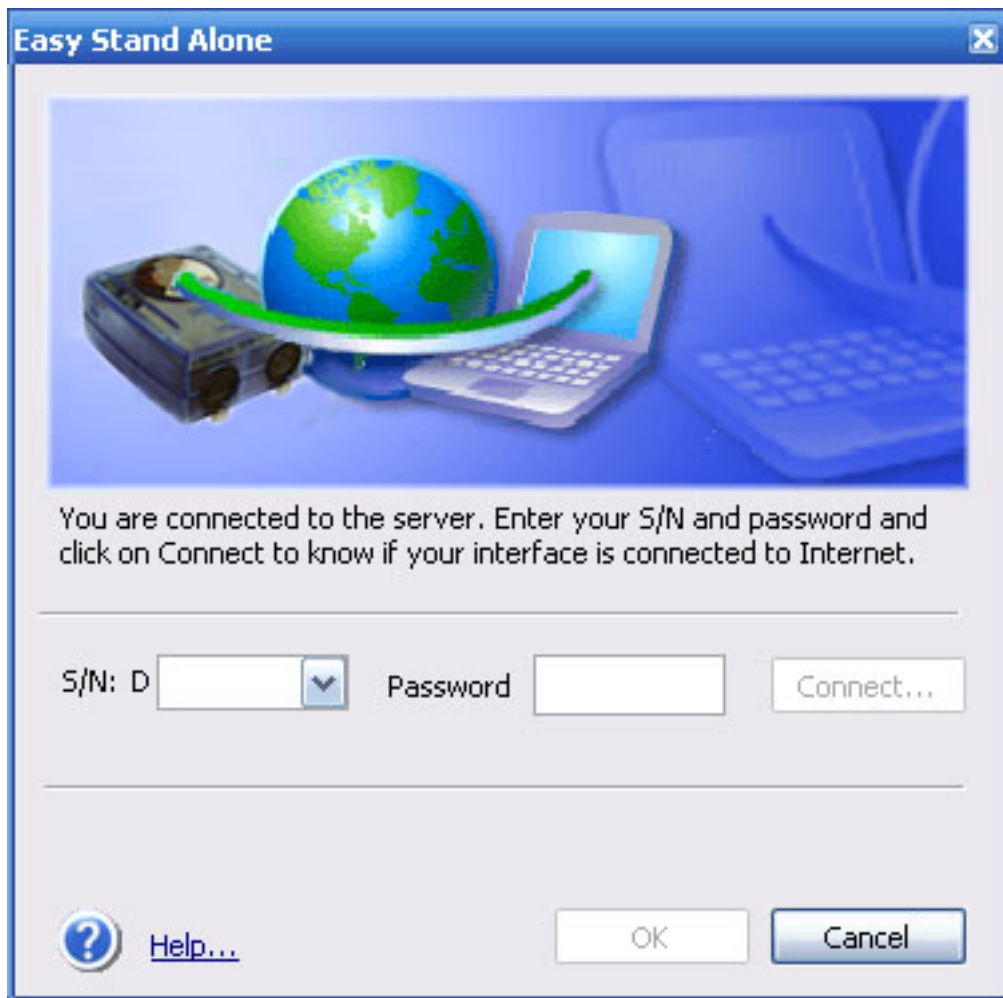 Easy Stand Alone
You are connected to the server. Enter your S/N and password and
click on Connect to know if your interface is connected to Internet.
S/N: D Password Connect...
? Help... OK Cancel